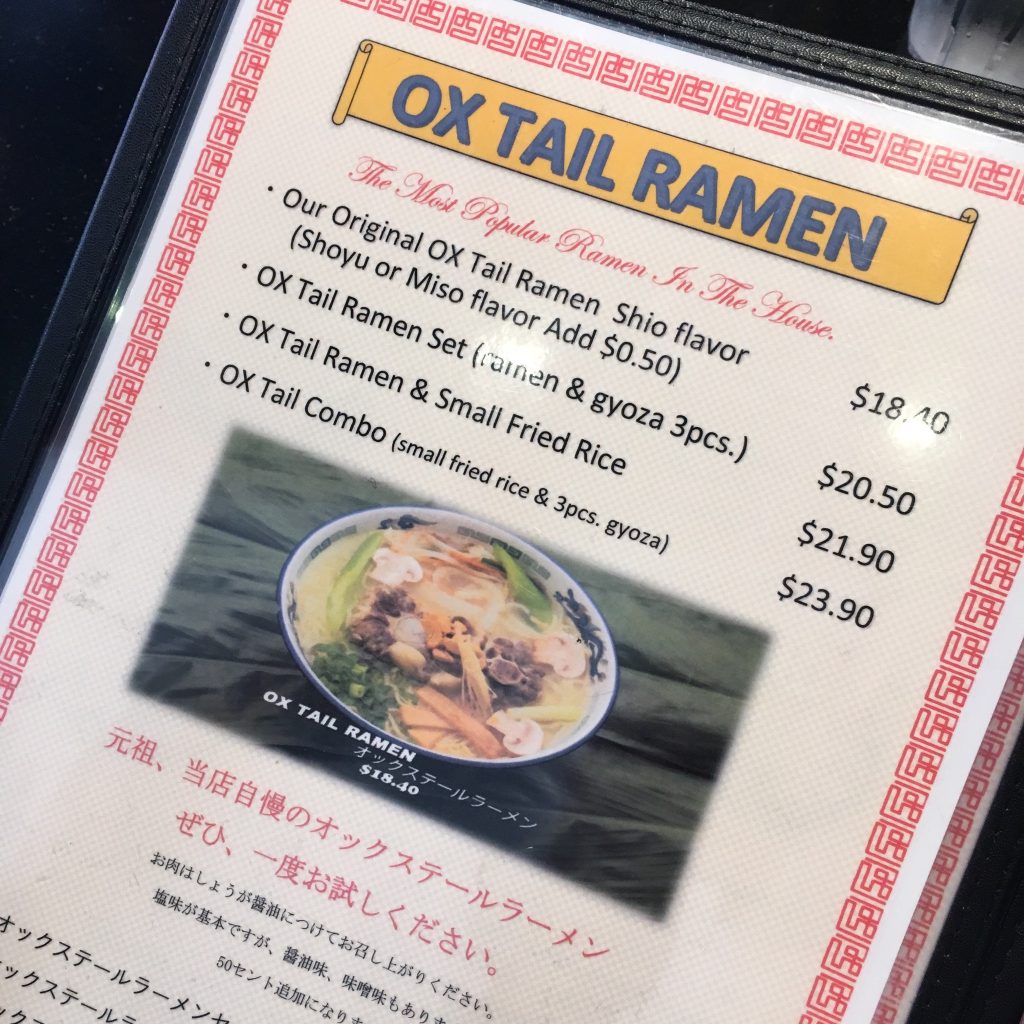 OX TAIL RAMEN
The Most Popular Ramen In The House.
・Our Original OX Tail Ramen Shio flavor $18.40
(Shoyu or Miso flavor Add $0.50)
・OX Tail Ramen Set (ramen & gyoza 3pcs.) $20.50
・OX Tail Ramen & Small Fried Rice $21.90
・OX Tail Combo (small fried rice & 3pcs. gyoza) $23.90
OX TAIL RAMEN
オックステールラーメン
$18.40
元祖、当店自慢のオックステールラーメン
ぜひ、一度お試しください。
お肉はしょうが醤油につけてお召し上がりください。
塩味が基本ですが、醤油味、味噌味もありま
50セント追加になりま
オックステールラーメンセ
ックステールラ